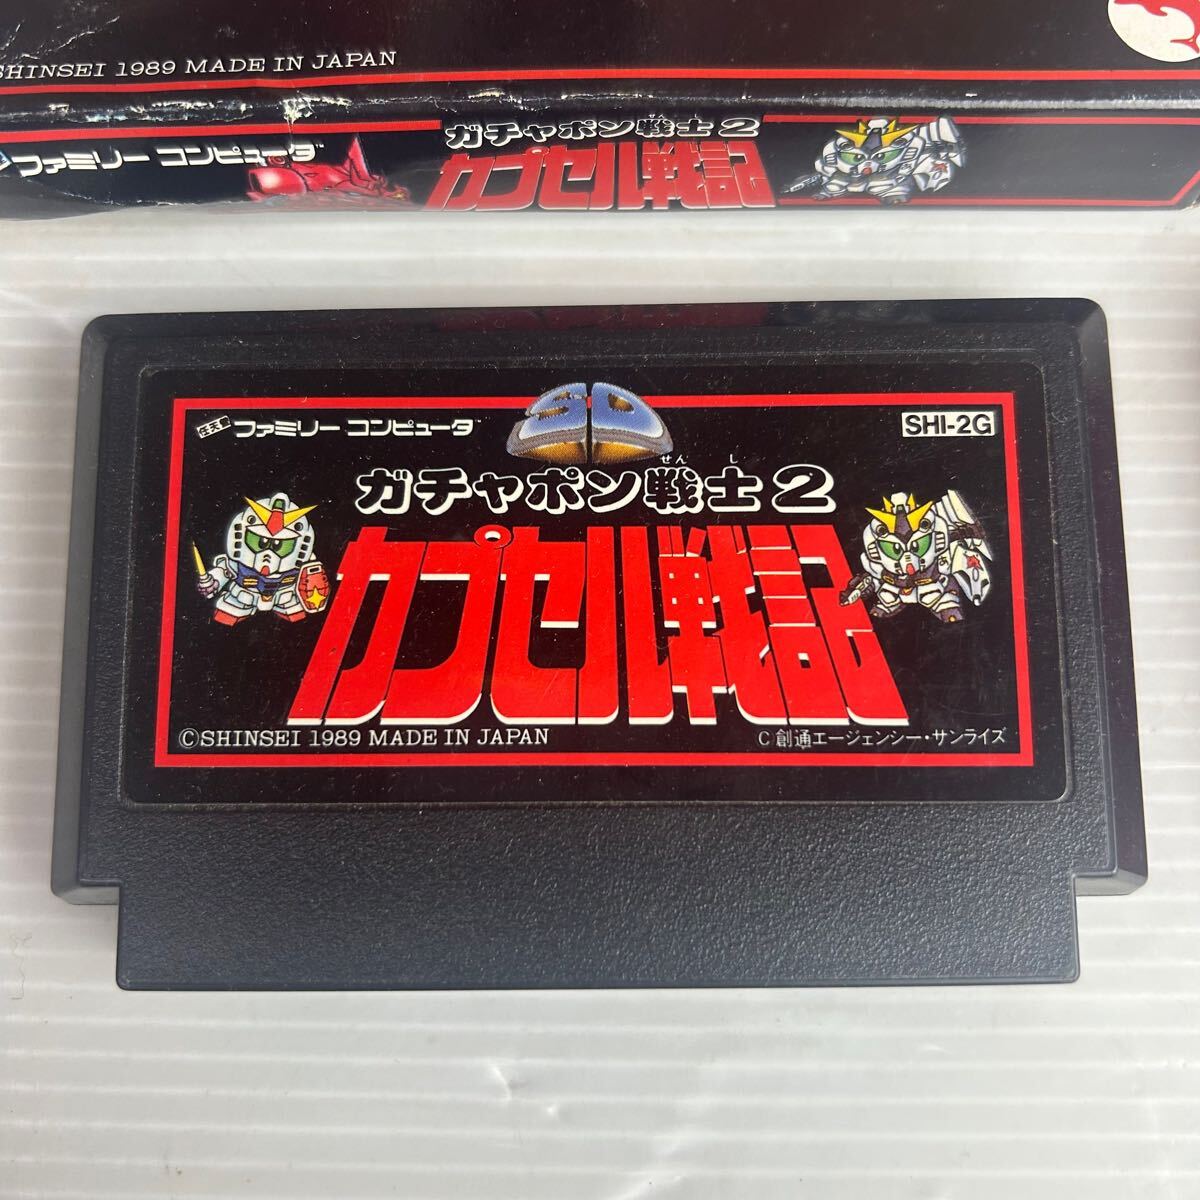 SHINSEI 1989 MADE IN JAPAN
ファミリー コンピュータ
ガチャポン戦士2
カプセル戦記
任天堂 ファミリー コンピュータ™
SD
SHI-2G
せんし
ガチャポン戦士2
カプセル戦記
©SHINSEI 1989 MADE IN JAPAN
C 創通エージェンシー・サンライズ